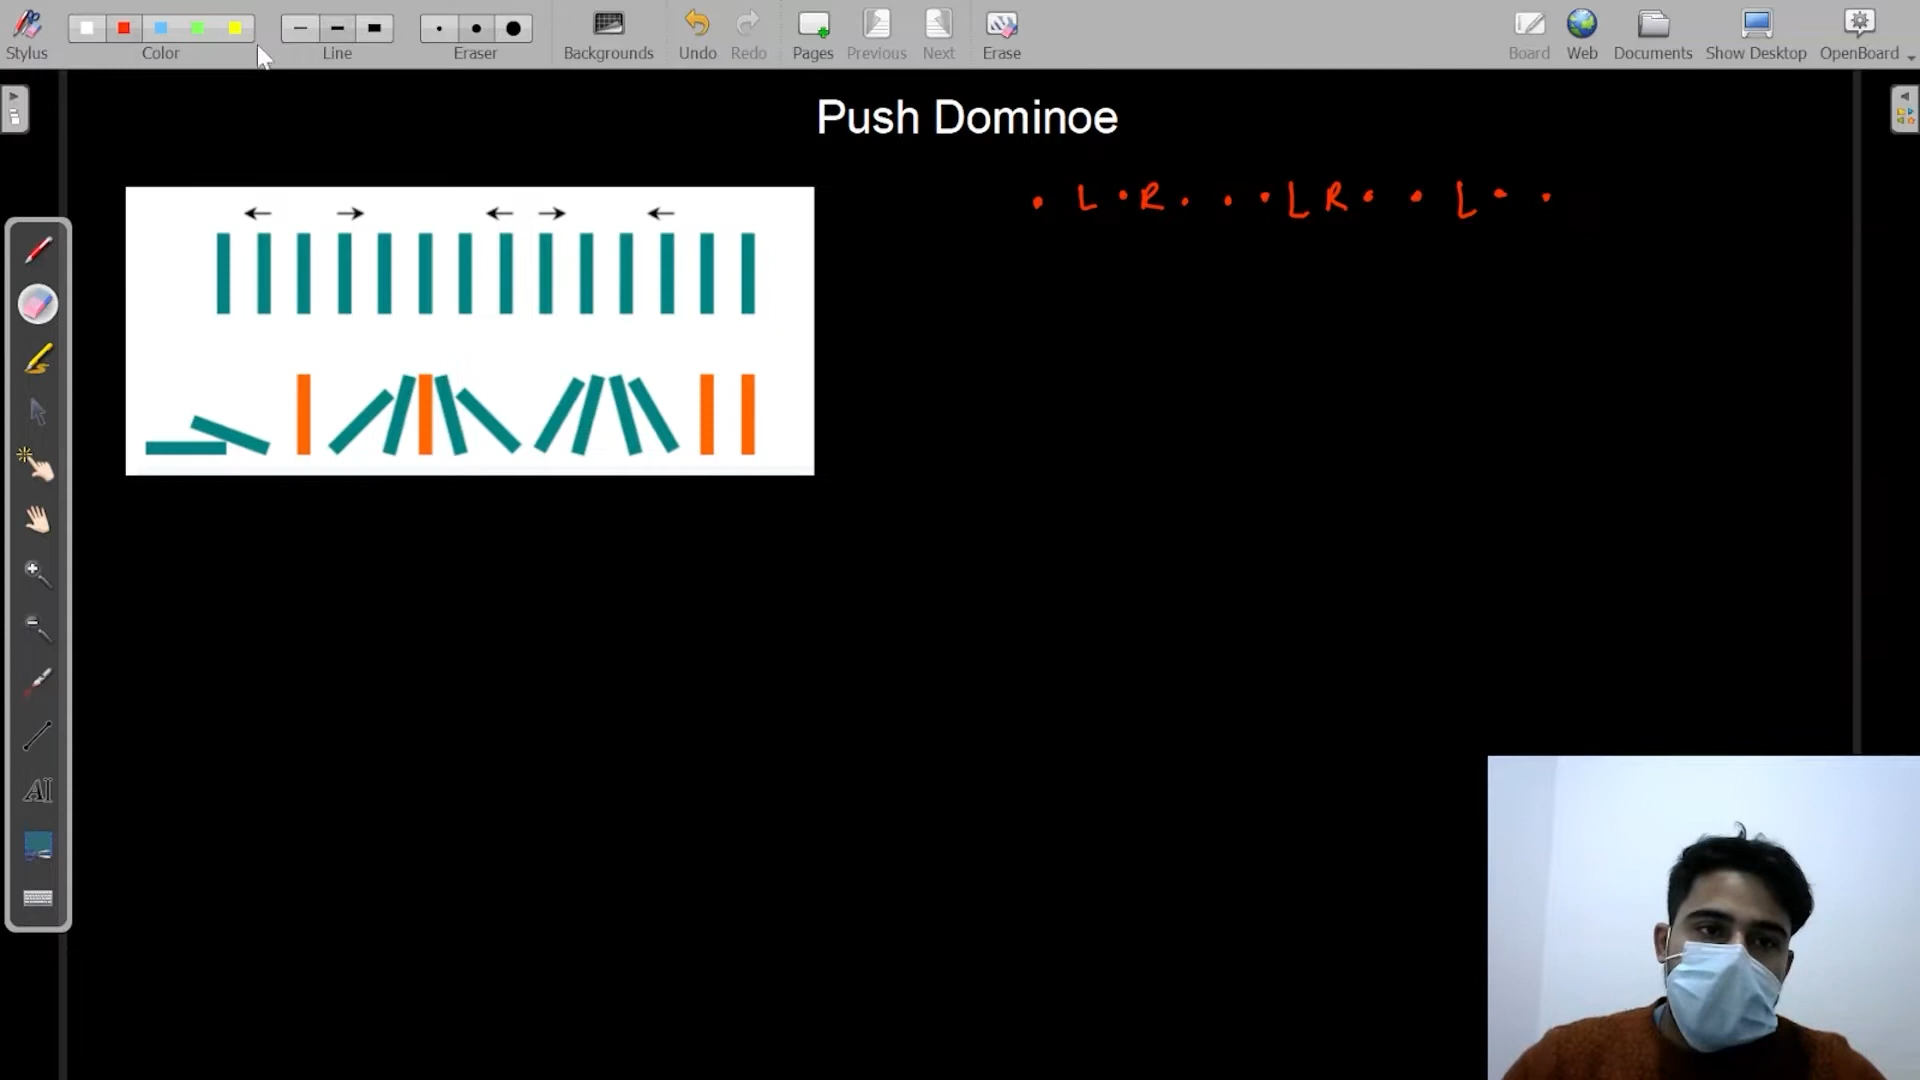 Stylus Color Line Eraser Backgrounds Undo Redo Pages Previous Next Erase Board Web Documents Show Desktop OpenBoard
Push Dominoe
. L . R . . . L R . . L . .
AI